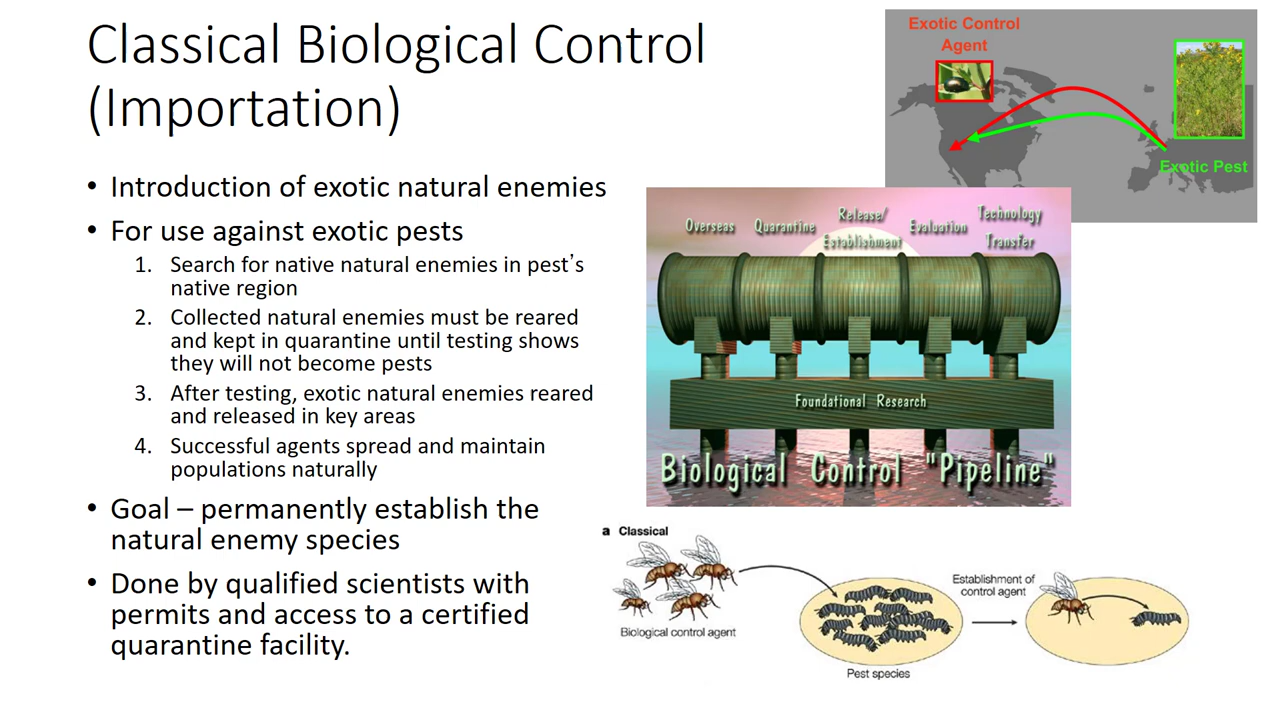 Classical Biological Control
(Importation)
• Introduction of exotic natural enemies
• For use against exotic pests
1. Search for native natural enemies in pest’s
native region
2. Collected natural enemies must be reared
and kept in quarantine until testing shows
they will not become pests
3. After testing, exotic natural enemies reared
and released in key areas
4. Successful agents spread and maintain
populations naturally
• Goal – permanently establish the
natural enemy species
• Done by qualified scientists with
permits and access to a certified
quarantine facility.
Exotic Control
Agent
Exotic Pest
Overseas
Quarantine
Release/
Establishment
Evaluation
Technology
Transfer
Foundational Research
Biological Control "Pipeline"
a Classical
Biological control agent
Pest species
Establishment of
control agent